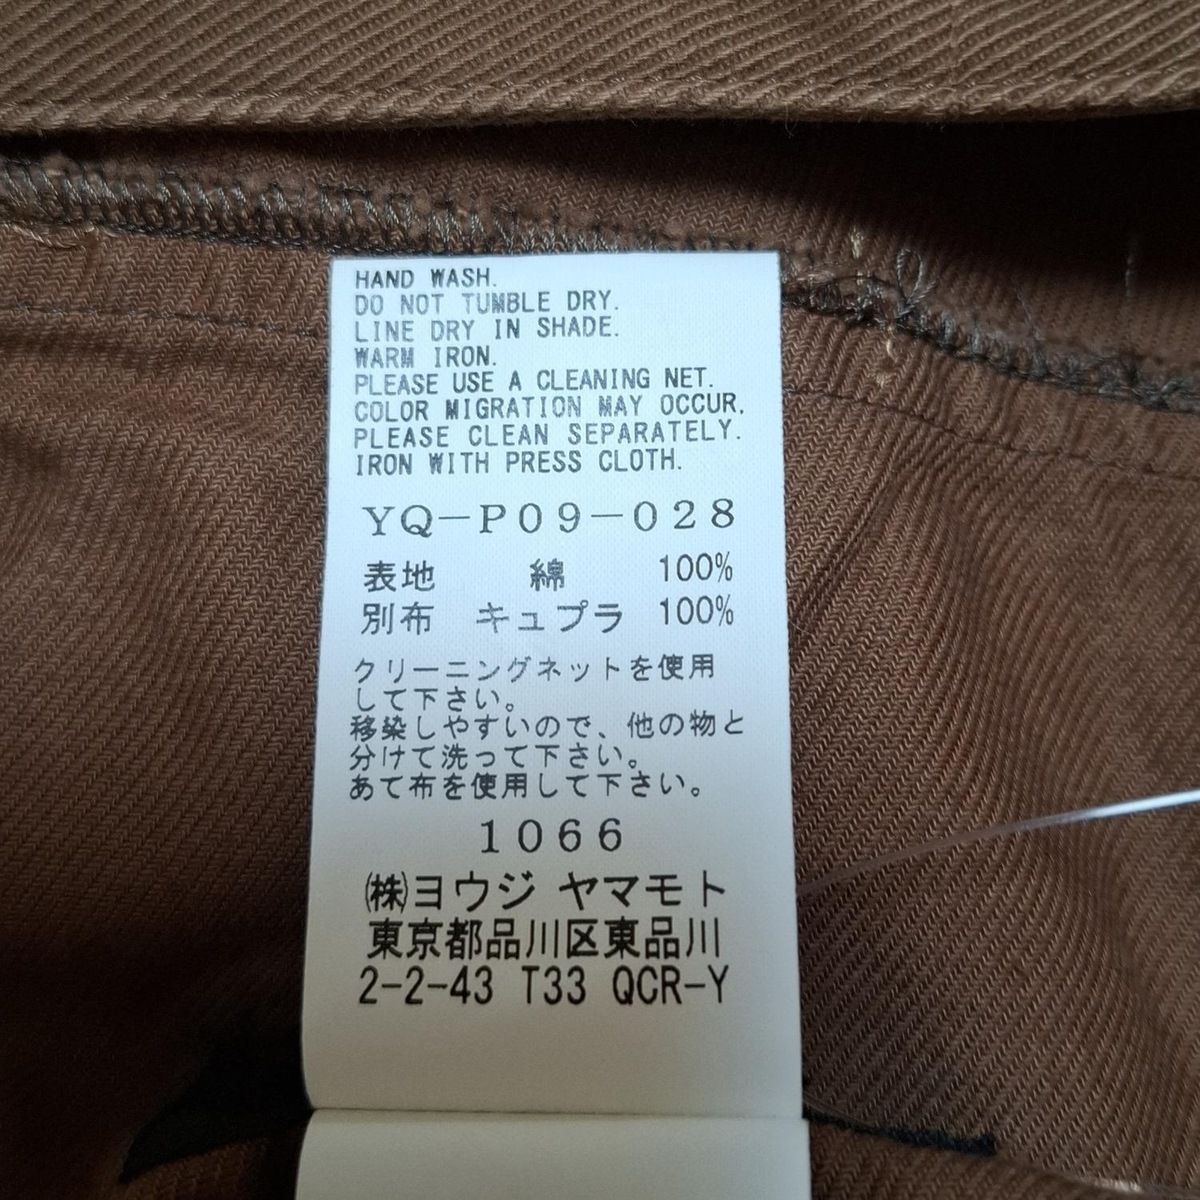 HAND WASH.
DO NOT TUMBLE DRY.
LINE DRY IN SHADE.
WARM IRON.
PLEASE USE A CLEANING NET.
COLOR MIGRATION MAY OCCUR.
PLEASE CLEAN SEPARATELY.
IRON WITH PRESS CLOTH.
YQ-P09-028
表地 綿 100%
別布 キュプラ 100%
クリーニングネットを使用
して下さい。
移染しやすいので、他の物と
分けて洗って下さい。
あて布を使用して下さい。
1066
㈱ヨウジ ヤマモト
東京都品川区東品川
2-2-43 T33 QCR-Y